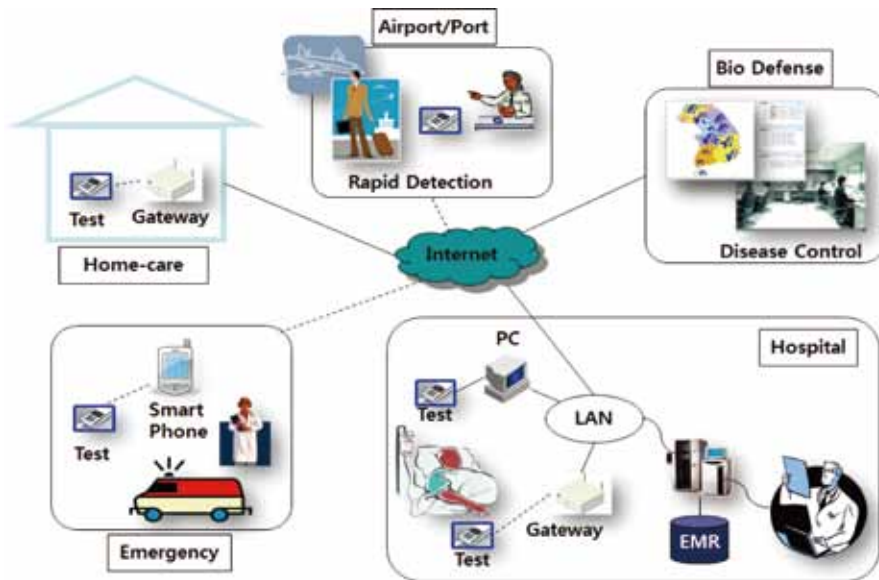 Airport/Port
Rapid Detection
Bio Defense
Disease Control
Test
Gateway
Home-care
Internet
Smart
Phone
Test
Emergency
Hospital
PC
Test
LAN
Gateway
Test
EMR